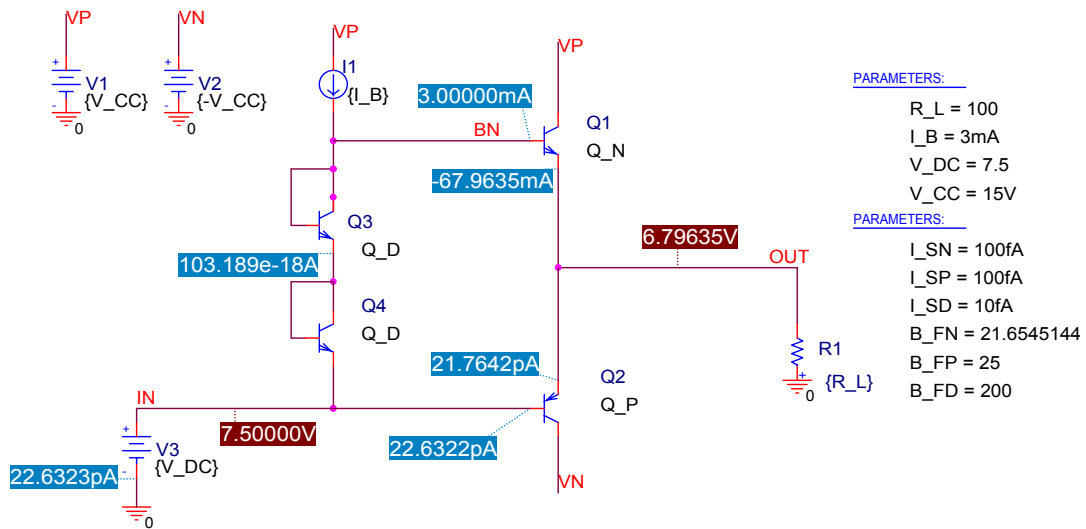 VP
+
V1
{V_CC}
-
0
VN
+
V2
{-V_CC}
-
0
VP
I1
{I_B}
3.00000mA
BN
VP
Q1
Q_N
-67.9635mA
Q3
Q_D
103.189e-18A
Q4
Q_D
6.79635V
OUT
R1
+
{R_L}
0
21.7642pA
Q2
Q_P
22.6322pA
VN
IN
7.50000V
+
V3
{V_DC}
-
22.6323pA
0
PARAMETERS:
R_L = 100
I_B = 3mA
V_DC = 7.5
V_CC = 15V
PARAMETERS:
I_SN = 100fA
I_SP = 100fA
I_SD = 10fA
B_FN = 21.6545144
B_FP = 25
B_FD = 200